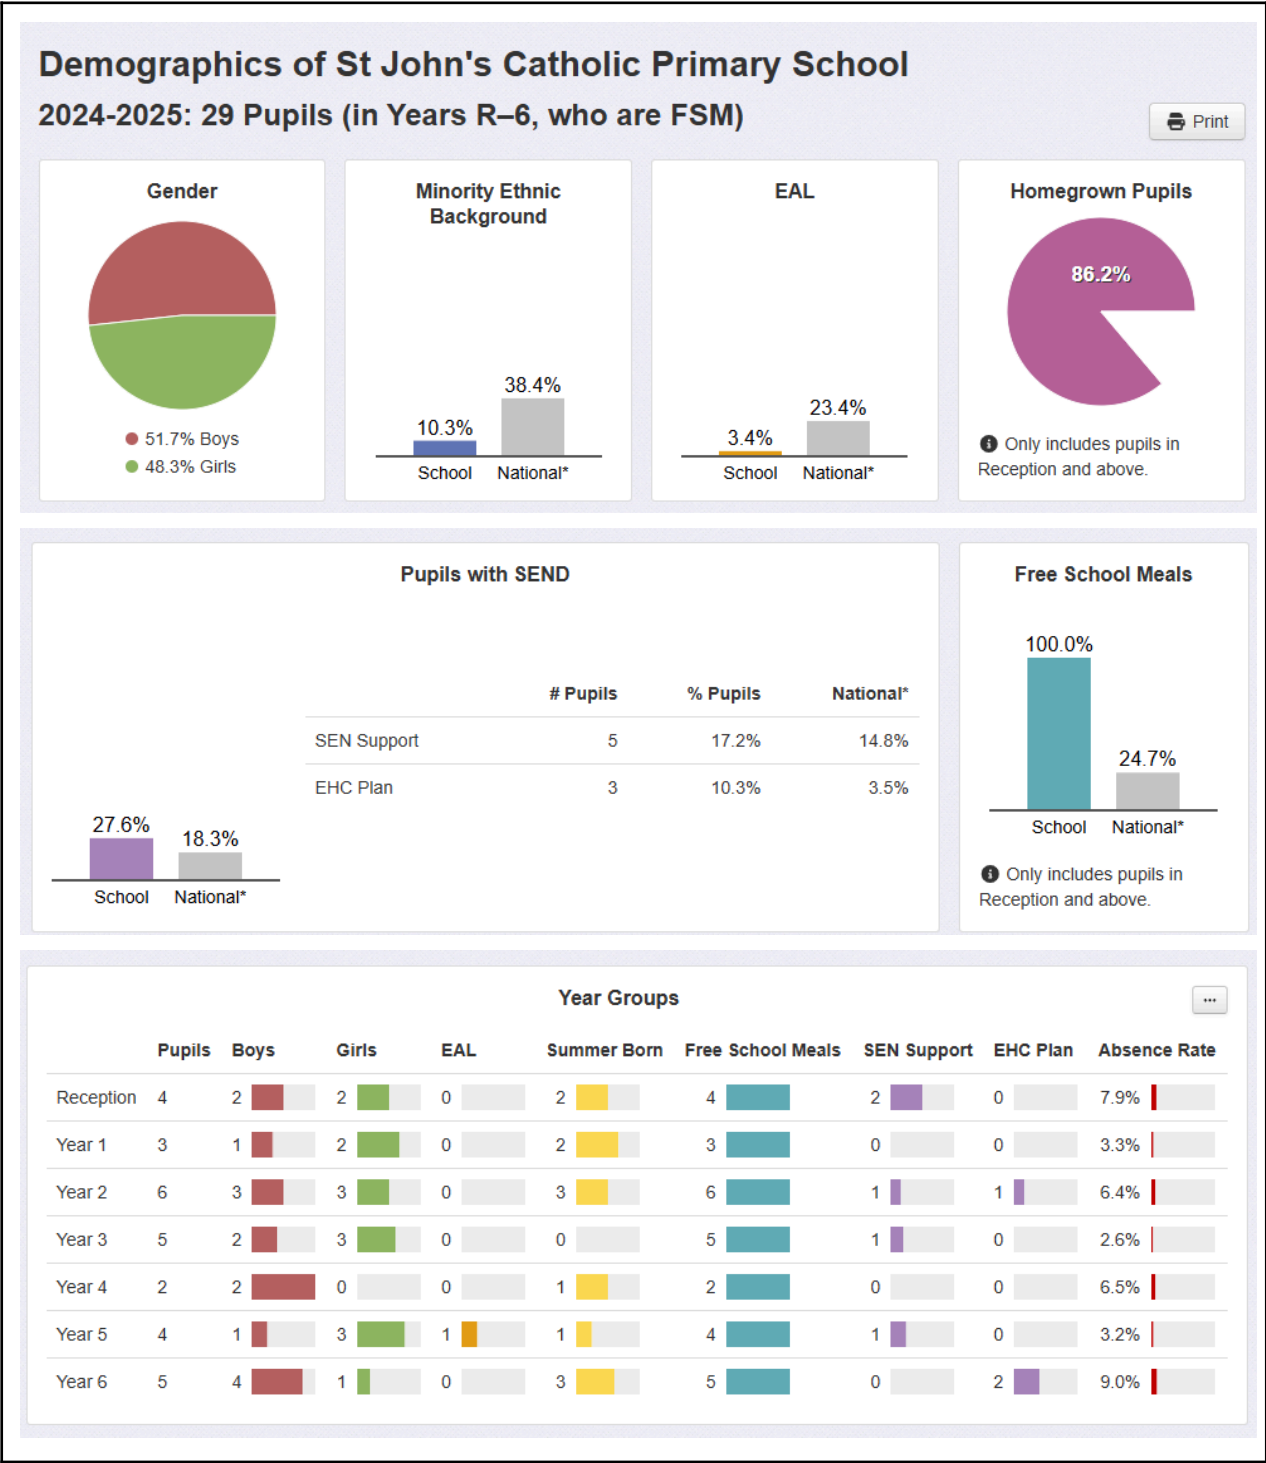 Demographics of St John's Catholic Primary School
2024-2025: 29 Pupils (in Years R–6, who are FSM)
Print
Gender
51.7% Boys
48.3% Girls
Minority Ethnic
Background
10.3%
38.4%
School National*
EAL
3.4%
23.4%
School National*
Homegrown Pupils
86.2%
Only includes pupils in
Reception and above.
Pupils with SEND
27.6%
18.3%
School National*
# Pupils % Pupils National*
SEN Support 5 17.2% 14.8%
EHC Plan 3 10.3% 3.5%
Free School Meals
100.0%
24.7%
School National*
Only includes pupils in
Reception and above.
Year Groups
Pupils Boys Girls EAL Summer Born Free School Meals SEN Support EHC Plan Absence Rate
Reception 4 2 2 0 2 4 2 0 7.9%
Year 1 3 1 2 0 2 3 0 0 3.3%
Year 2 6 3 3 0 3 6 1 1 6.4%
Year 3 5 2 3 0 0 5 1 0 2.6%
Year 4 2 2 0 0 1 2 0 0 6.5%
Year 5 4 1 3 1 1 4 1 0 3.2%
Year 6 5 4 1 0 3 5 0 2 9.0%